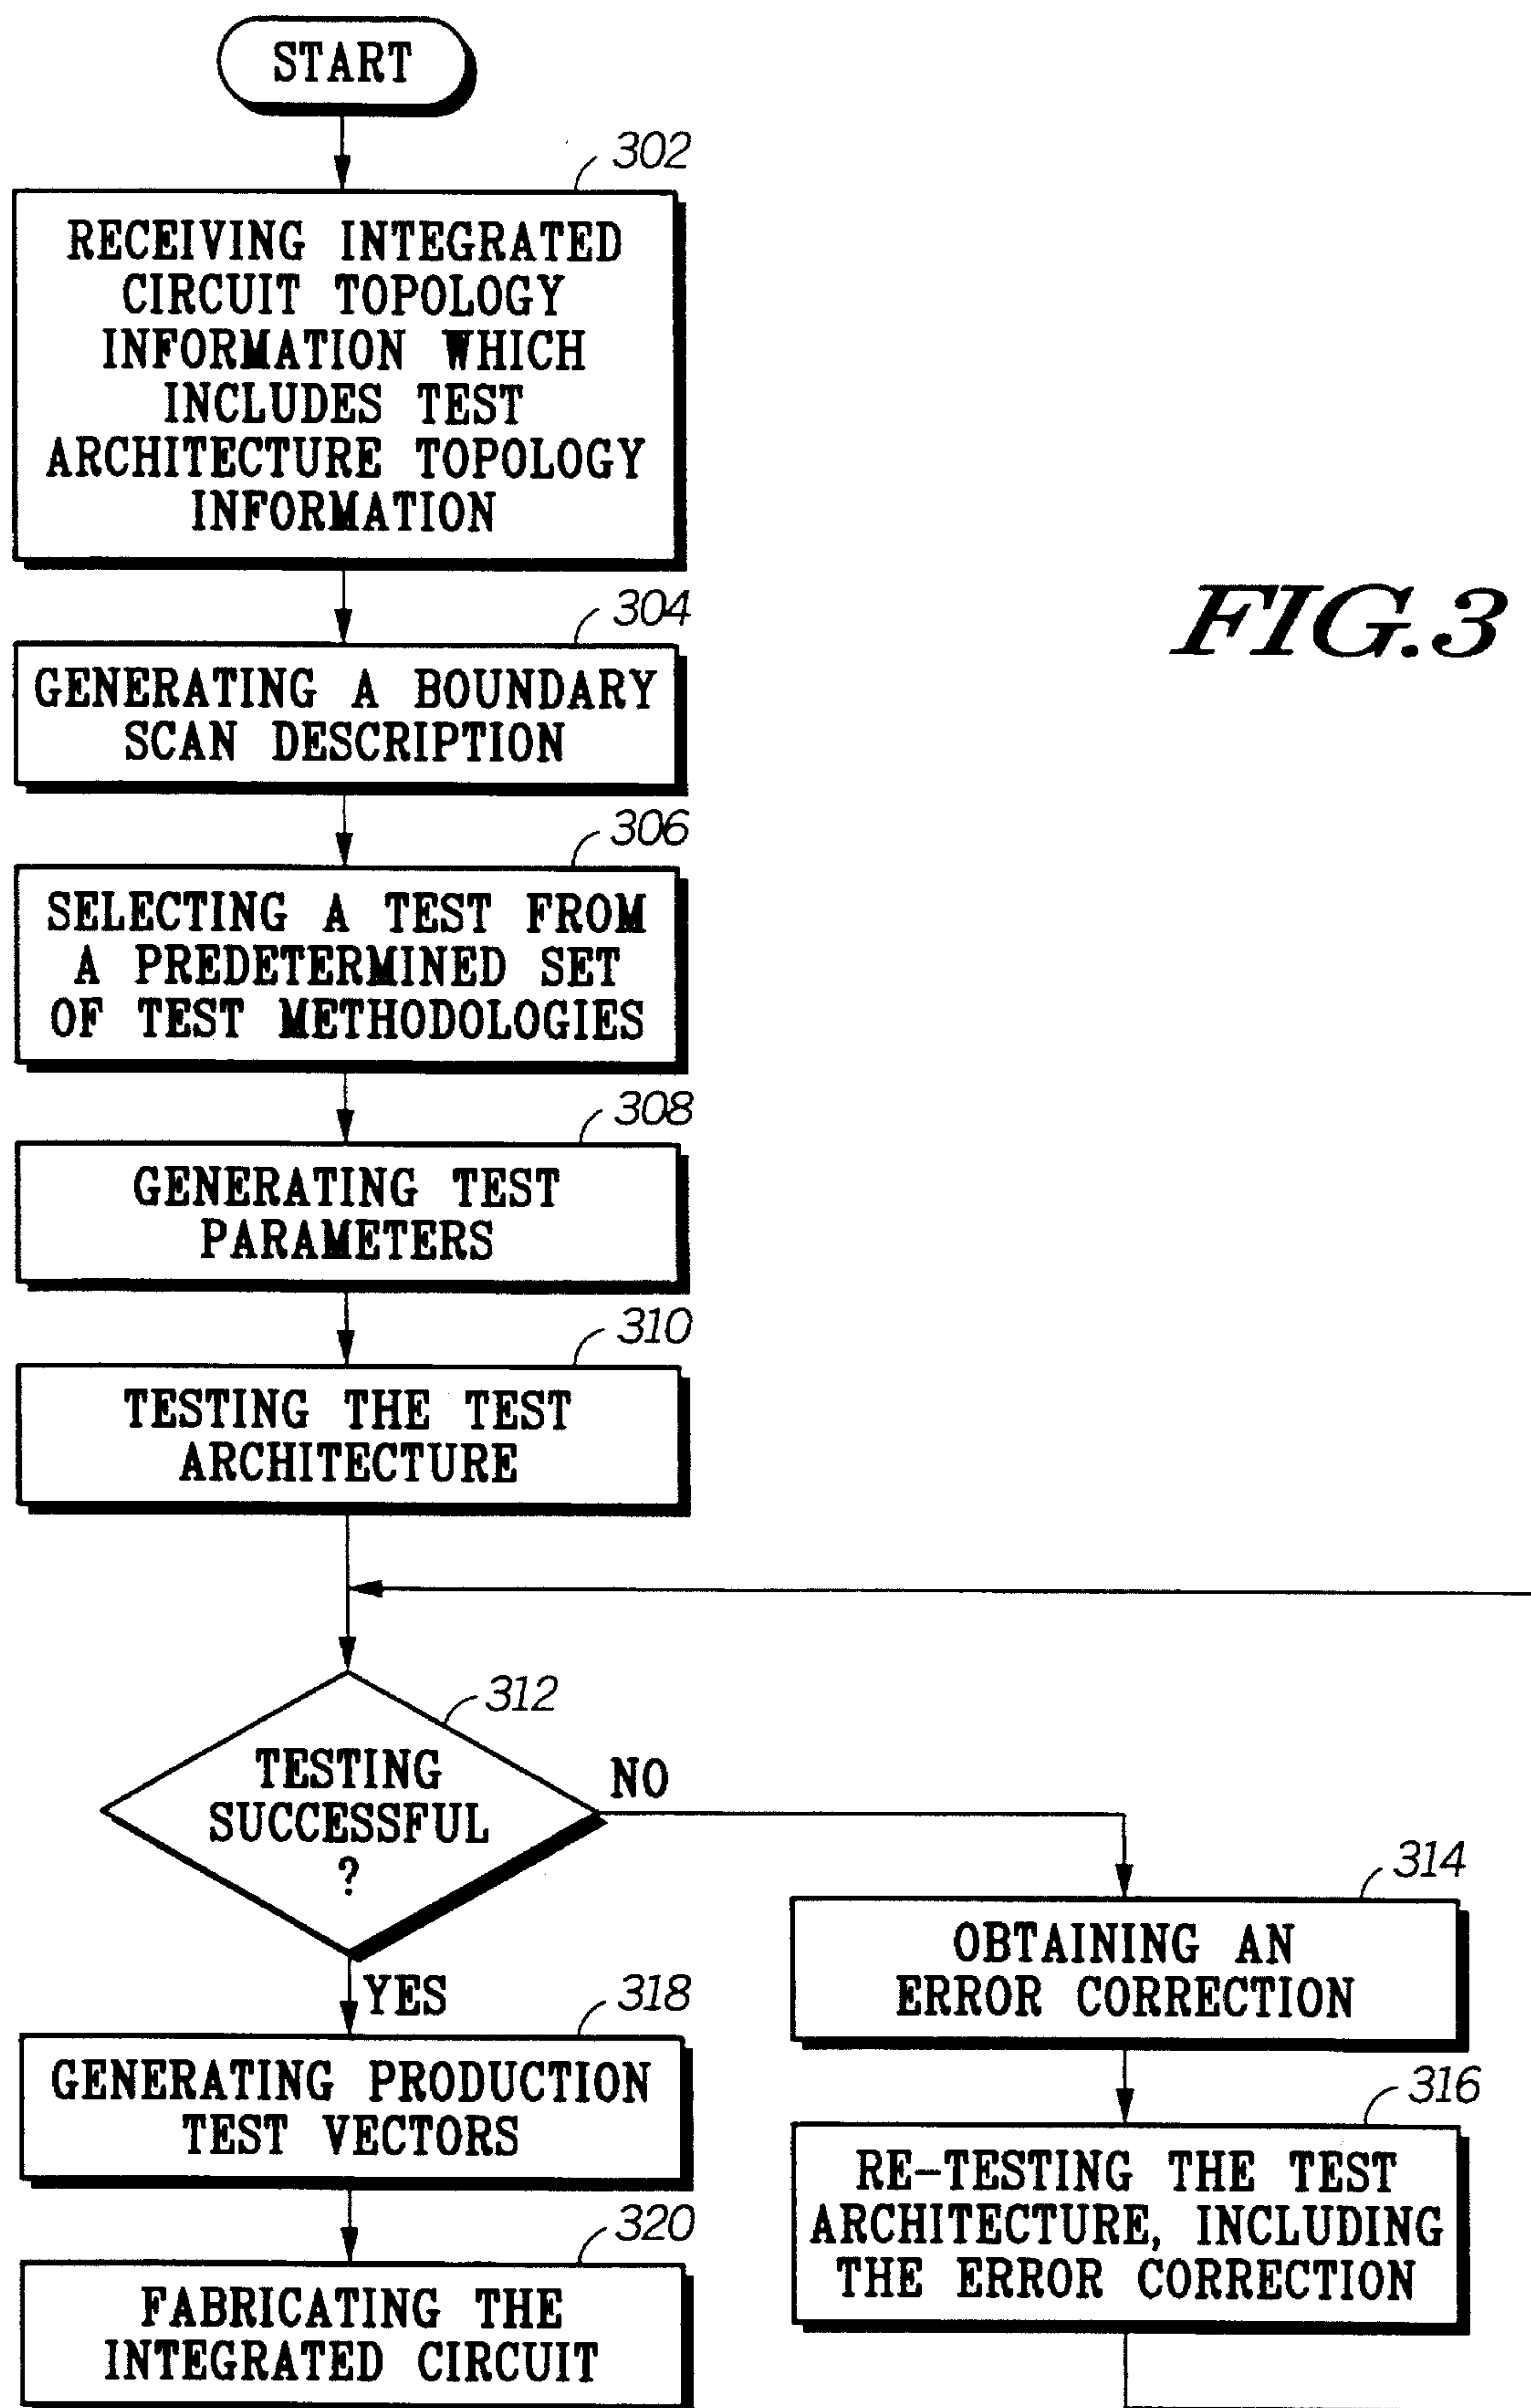 START
302
RECEIVING INTEGRATED
CIRCUIT TOPOLOGY
INFORMATION WHICH
INCLUDES TEST
ARCHITECTURE TOPOLOGY
INFORMATION
FIG.3
304
GENERATING A BOUNDARY
SCAN DESCRIPTION
306
SELECTING A TEST FROM
A PREDETERMINED SET
OF TEST METHODOLOGIES
308
GENERATING TEST
PARAMETERS
310
TESTING THE TEST
ARCHITECTURE
312
TESTING
SUCCESSFUL
?
NO
YES
314
OBTAINING AN
ERROR CORRECTION
316
RE-TESTING THE TEST
ARCHITECTURE, INCLUDING
THE ERROR CORRECTION
318
GENERATING PRODUCTION
TEST VECTORS
320
FABRICATING THE
INTEGRATED CIRCUIT